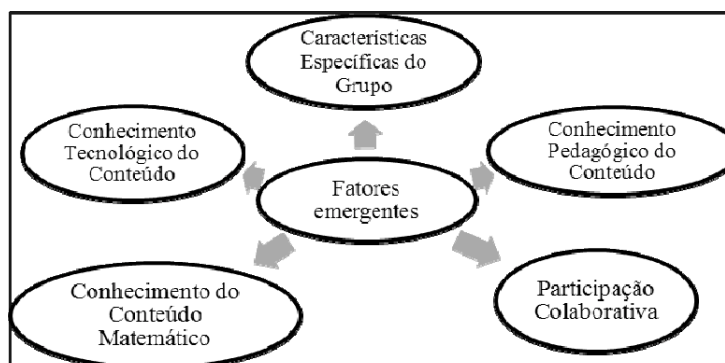 Características
Específicas do
Grupo
Conhecimento
Tecnológico do
Conteúdo
Conhecimento
Pedagógico do
Conteúdo
Fatores
emergentes
Conhecimento do
Conteúdo
Matemático
Participação
Colaborativa